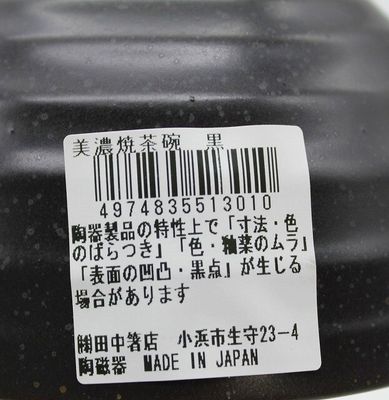 美濃焼茶碗　黒
4974835513010
陶器製品の特性上で「寸法・色
のばらつき」「色・釉薬のムラ」
「表面の凹凸・黒点」が生じる
場合があります
㈱田中箸店　小浜市生守23-4
陶磁器　MADE IN JAPAN